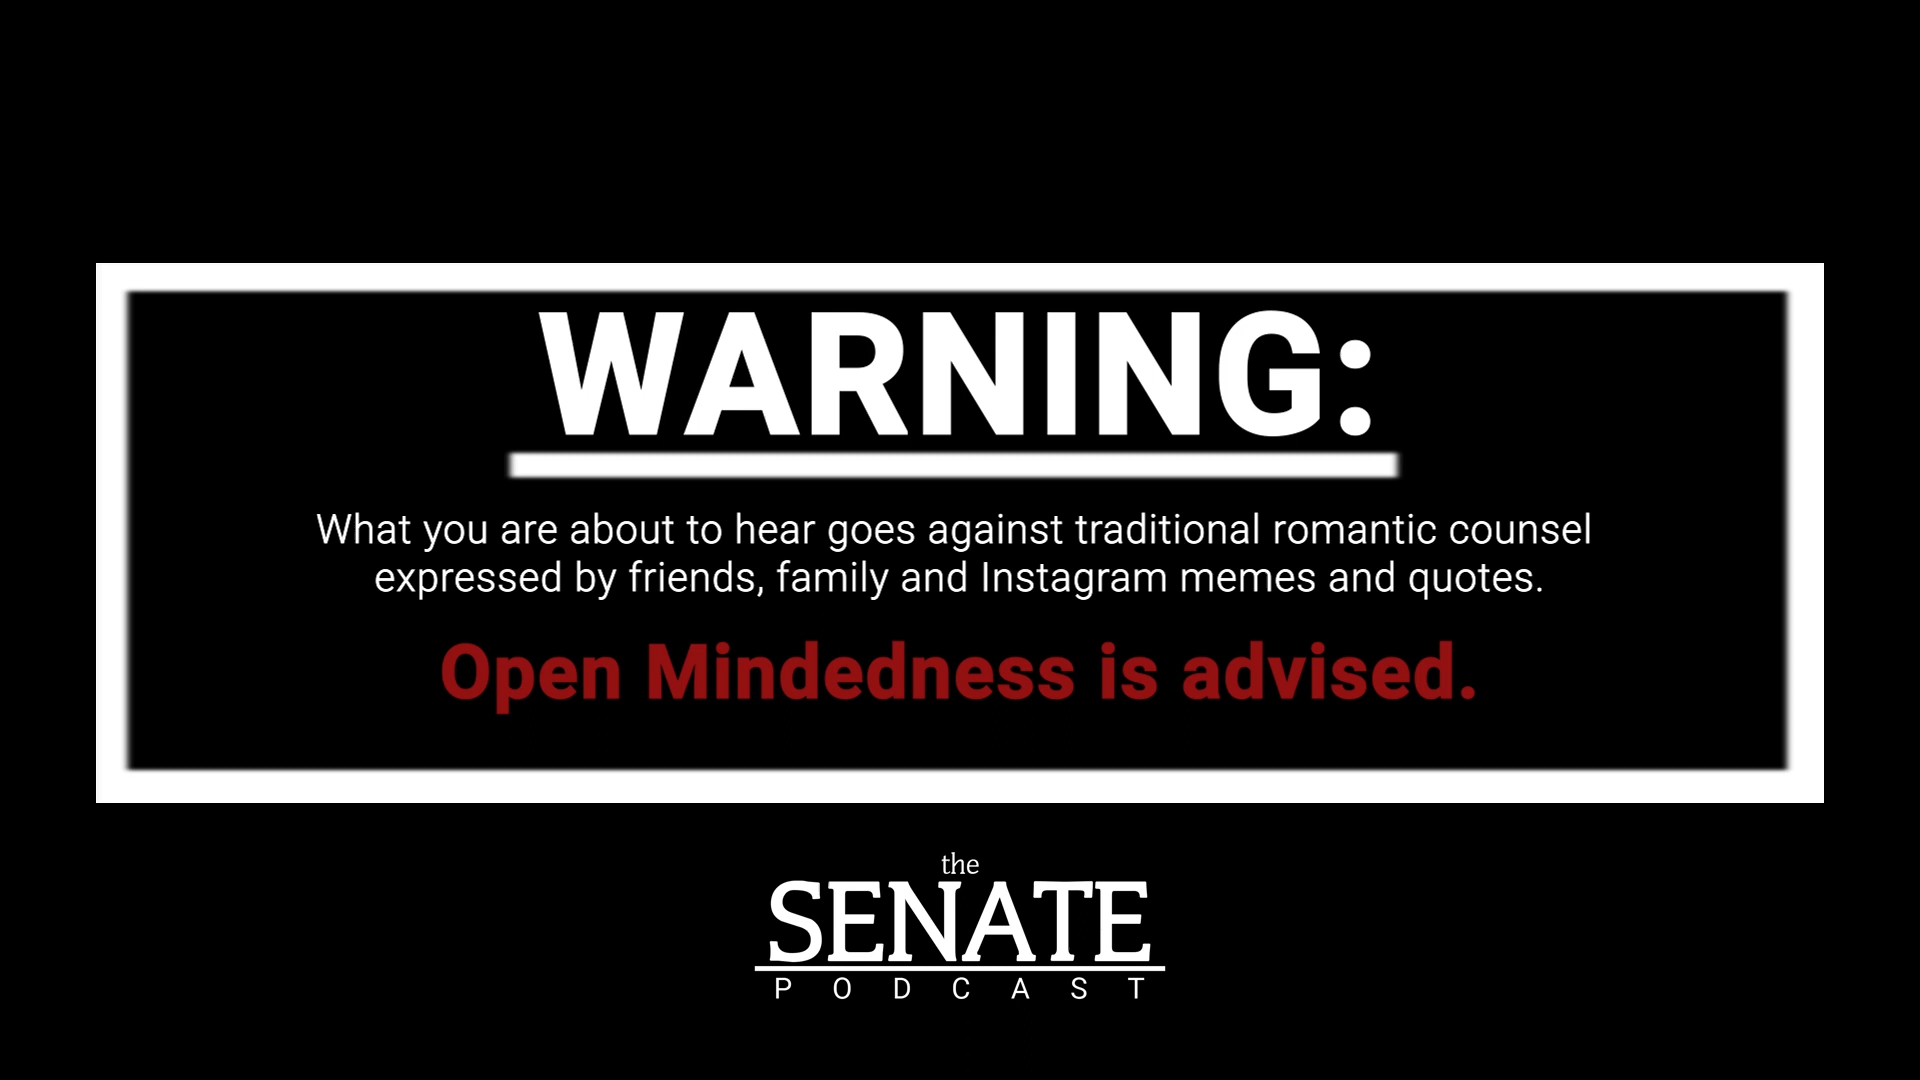 WARNING:
What you are about to hear goes against traditional romantic counsel
expressed by friends, family and Instagram memes and quotes.
Open Mindedness is advised.
the
SENATE
PODCAST